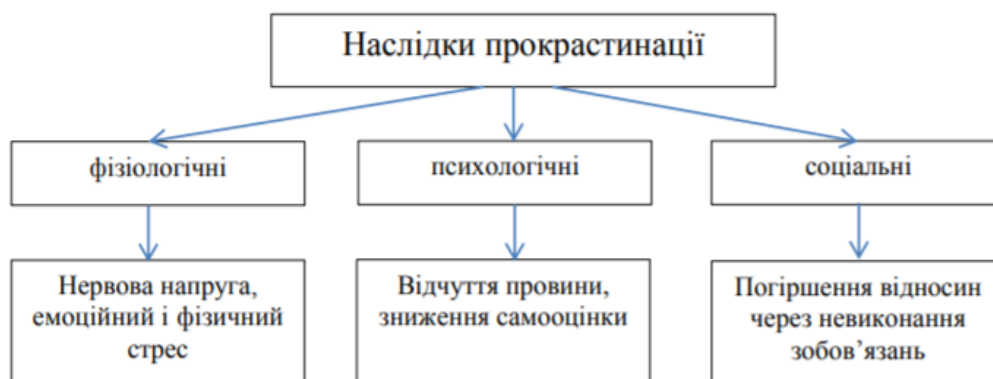 Наслідки прокрастинації
фізіологічні
психологічні
соціальні
Нервова напруга,
емоційний і фізичний
стрес
Відчуття провини,
зниження самооцінки
Погіршення відносин
через невиконання
зобов’язань